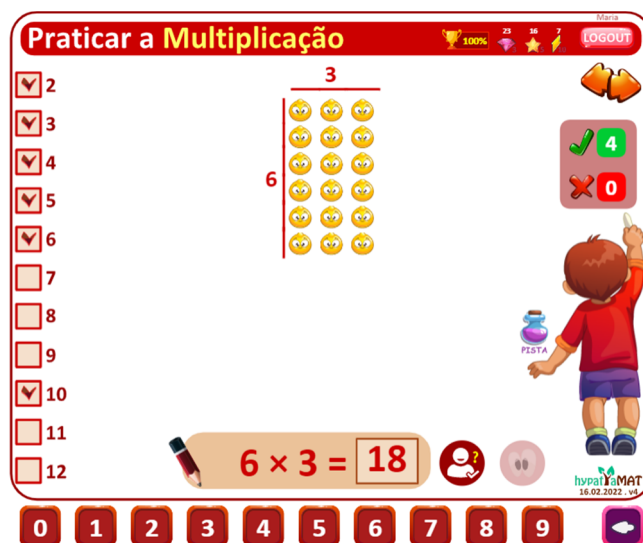 Maria
Praticar a Multiplicação
100%
23
16
7
LOGOUT
2
3
4
5
6
7
8
9
10
11
12
3
6
4
0
PISTA
6 × 3 = 18
?
hypatiaMAT
16.02.2022 . v4
0 1 2 3 4 5 6 7 8 9